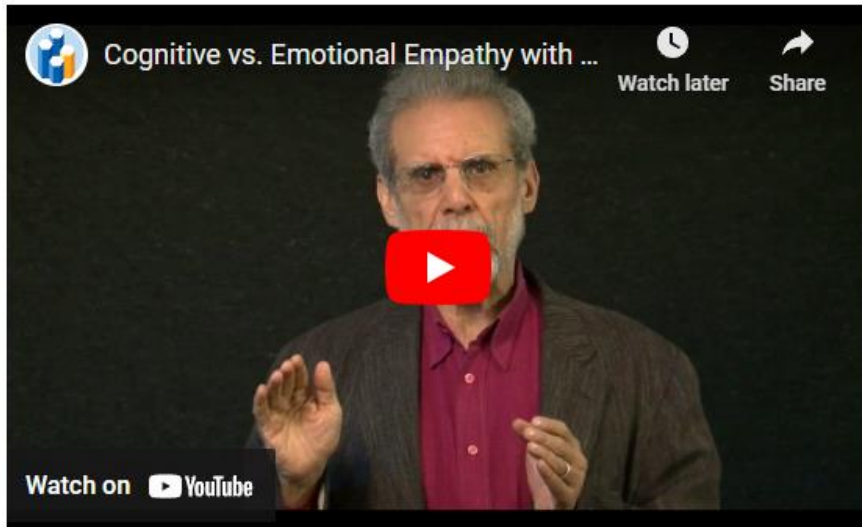 Cognitive vs. Emotional Empathy with ...
Watch later
Share
Watch on YouTube